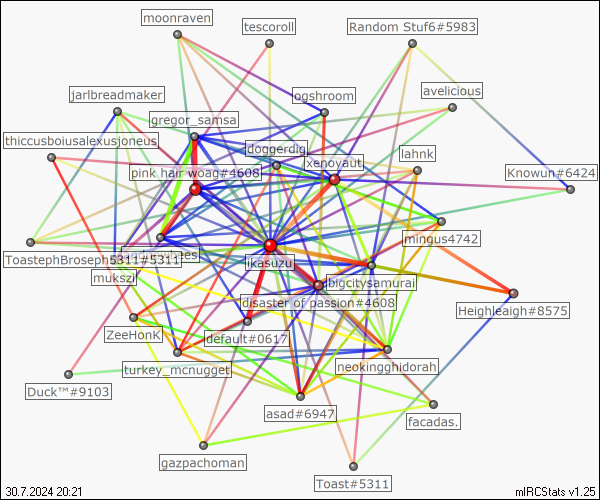 moonraven
tescoroll
Random Stuf6#5983
jarlbreadmaker
ogshroom
avelicious
gregor_samsa
thiccusboiusalexusjoneus
doggerdig
xenoyaut
lahnk
pink hair woag#4608
Knowun#6424
mingus4742
ToastephBroseph5311#5311
ikasuzu
mukszi
bigcitysamurai
disaster of passion#4608
Heighleaigh#8575
ZeeHonk
default#0617
turkey_mcnugget
neokingghidorah
Duck™#9103
asad#6947
facadas.
gazpachoman
Toast#5311
30.7.2024 20:21
mIRCStats v1.25